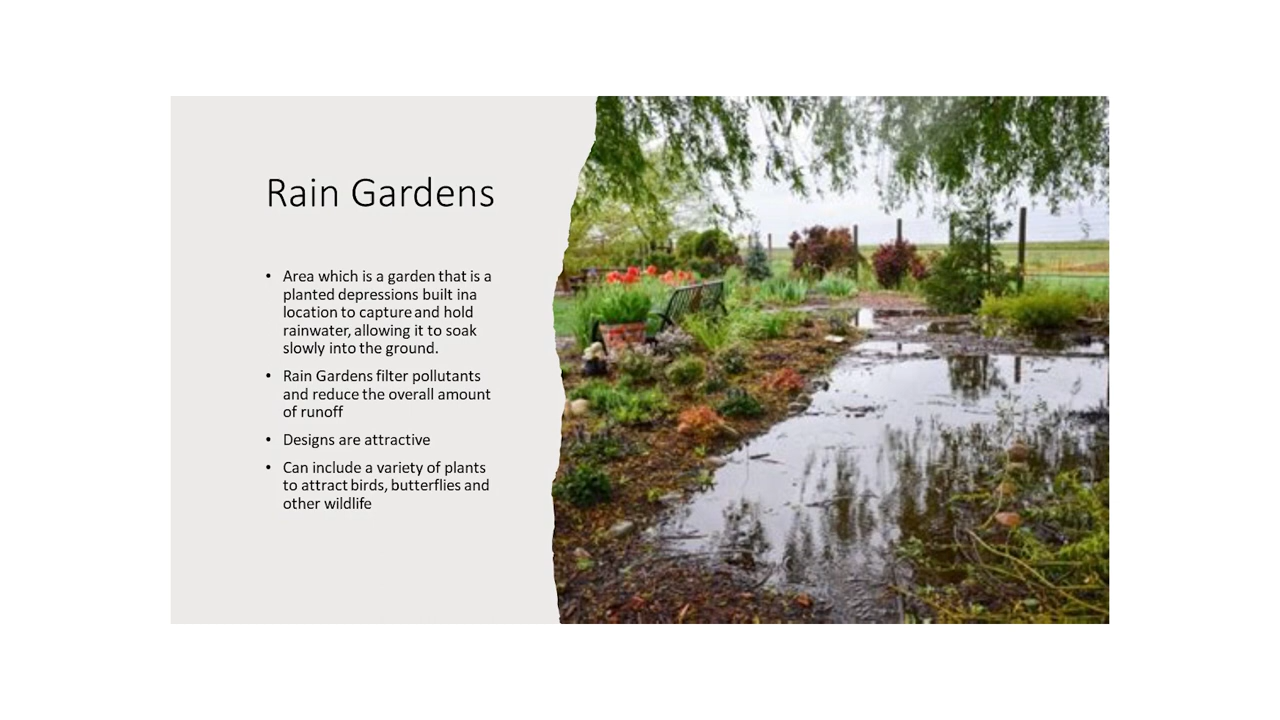 Rain Gardens
• Area which is a garden that is a
planted depressions built ina
location to capture and hold
rainwater, allowing it to soak
slowly into the ground.
• Rain Gardens filter pollutants
and reduce the overall amount
of runoff
• Designs are attractive
• Can include a variety of plants
to attract birds, butterflies and
other wildlife